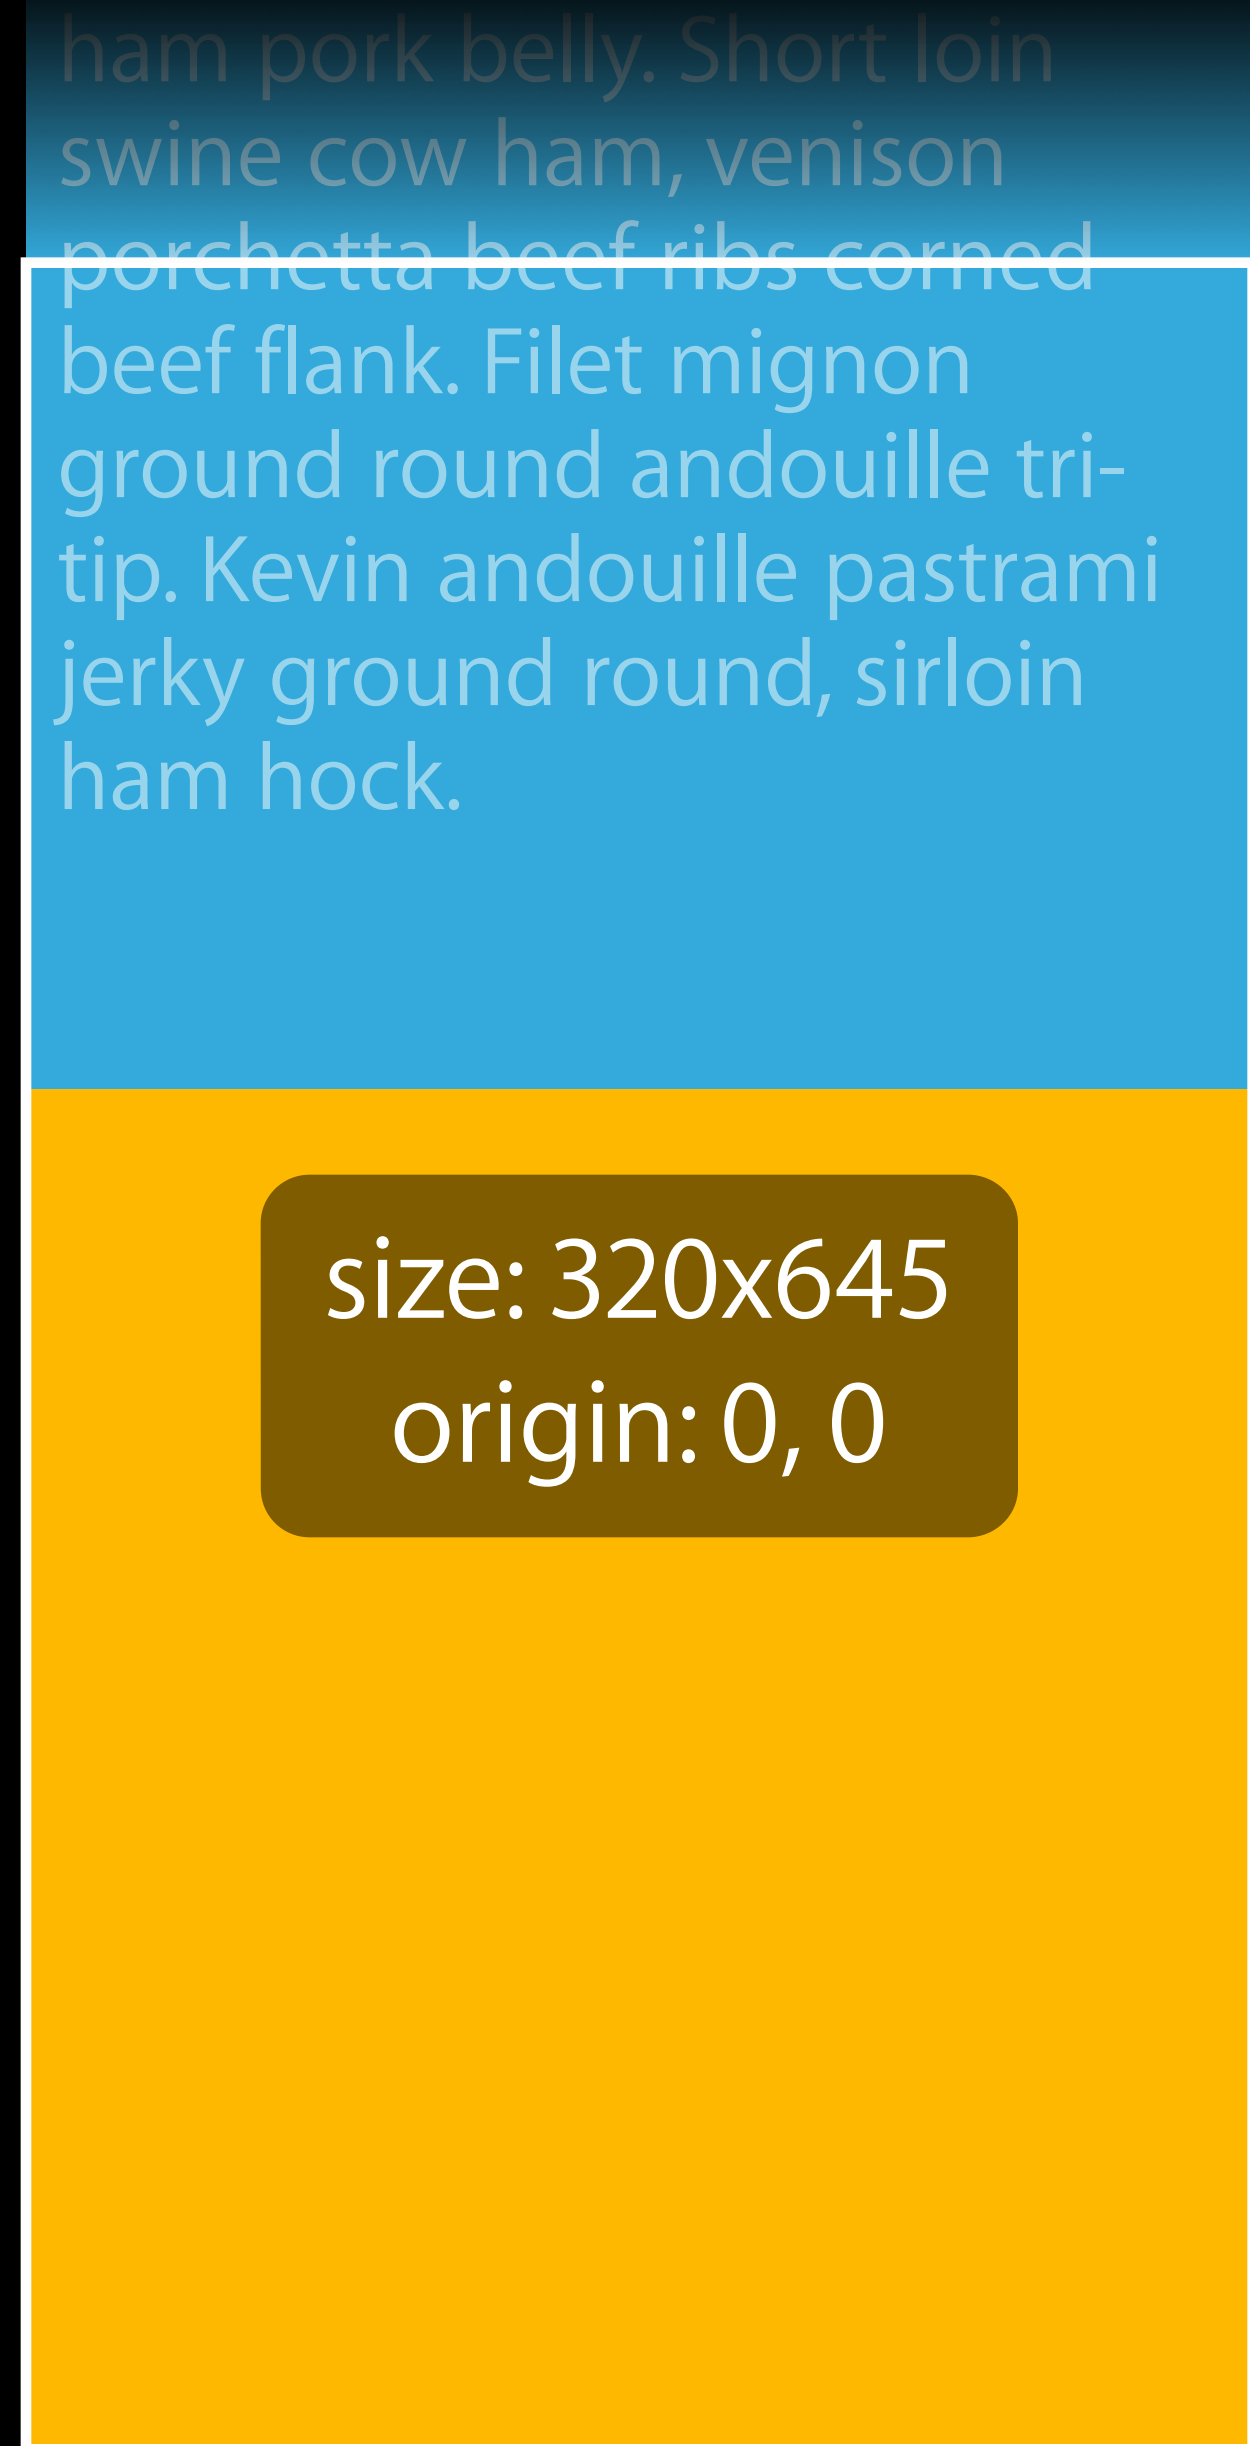 ham pork belly. Short loin
swine cow ham, venison
porchetta beef ribs corned
beef flank. Filet mignon
ground round andouille tri-
tip. Kevin andouille pastrami
jerky ground round, sirloin
ham hock.
size: 320x645
origin: 0, 0